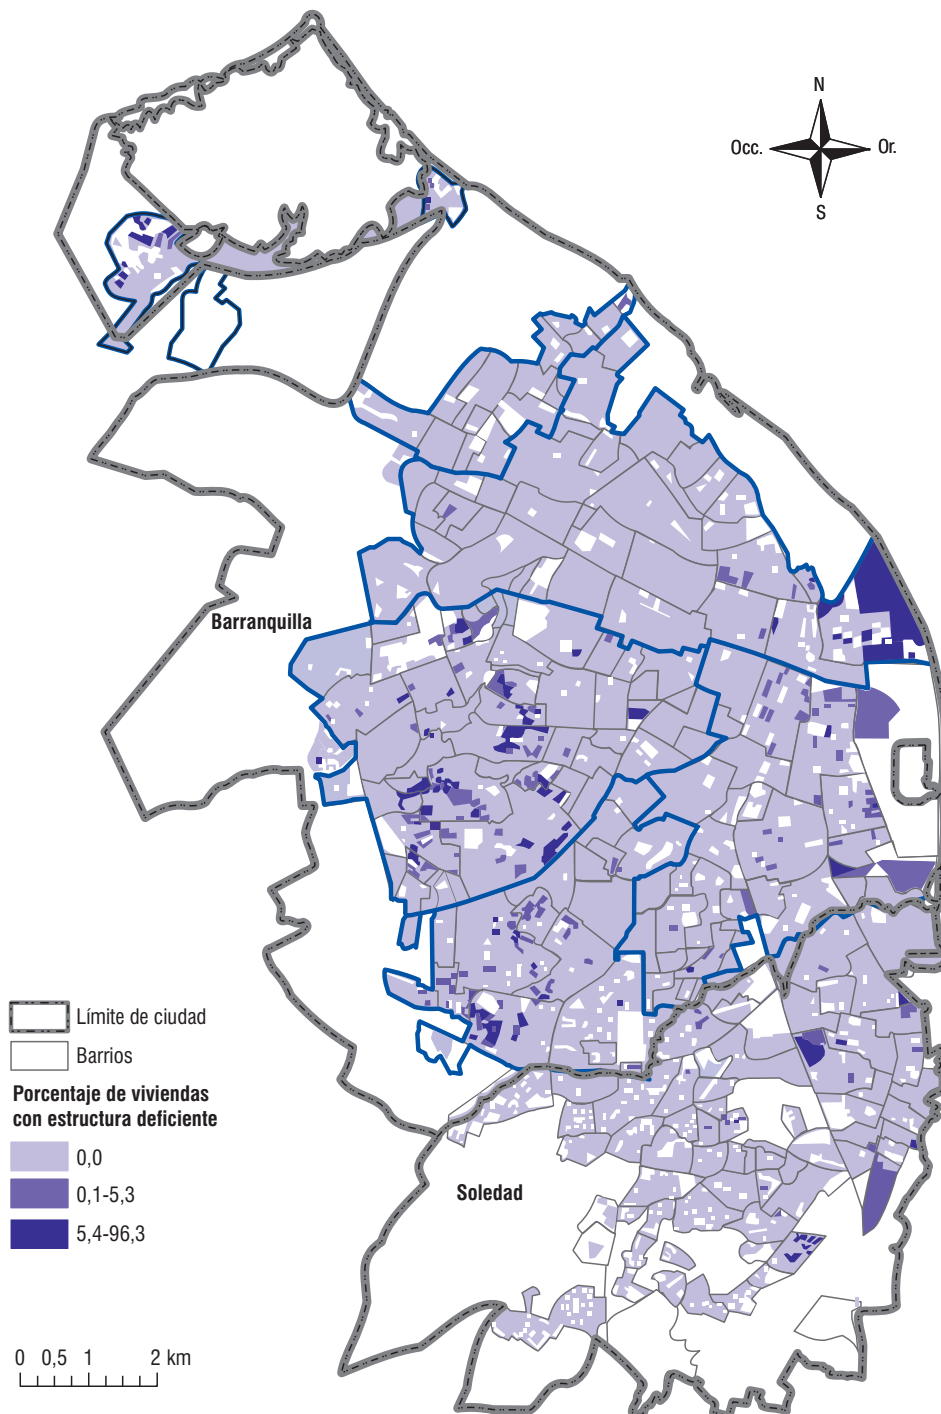 N
Occ.
Or.
S
Barranquilla
Límite de ciudad
Barrios
Porcentaje de viviendas
con estructura deficiente
0,0
0,1-5,3
5,4-96,3
Soledad
0 0,5 1 2 km